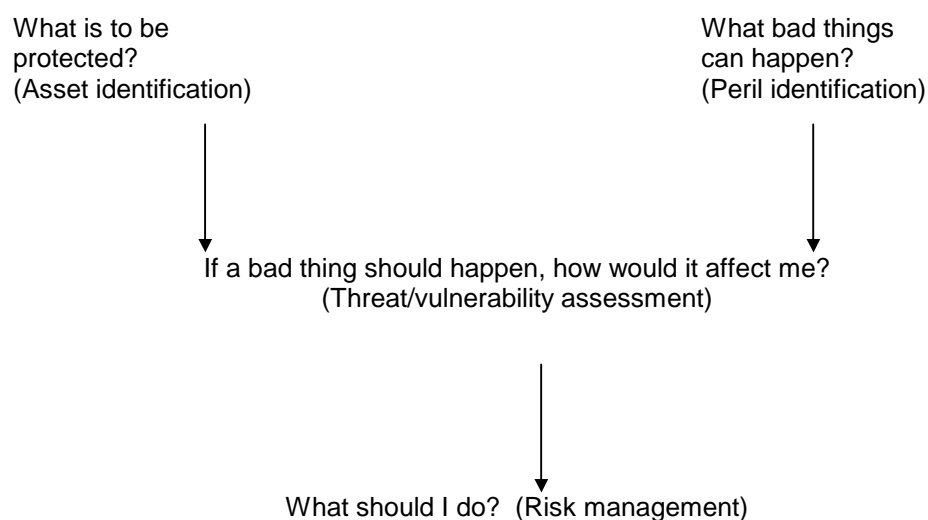 What is to be
protected?
(Asset identification)
What bad things
can happen?
(Peril identification)
If a bad thing should happen, how would it affect me?
(Threat/vulnerability assessment)
What should I do?  (Risk management)